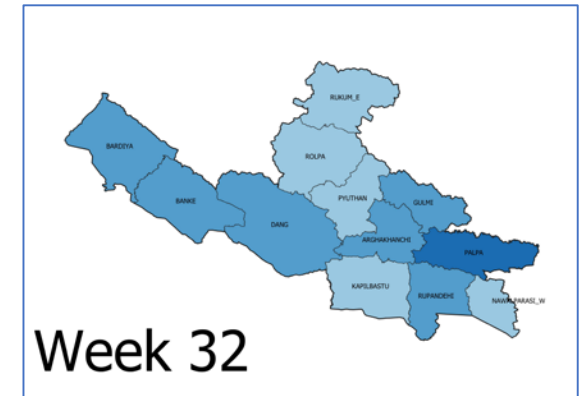 RUKUM_E
ROLPA
BARDIYA
PYUTHAN
BANKE
GULMI
DANG
ARGHAKHANCHI
PALPA
KAPILBASTU
RUPANDEHI
NAWALPARASI_W
Week 32